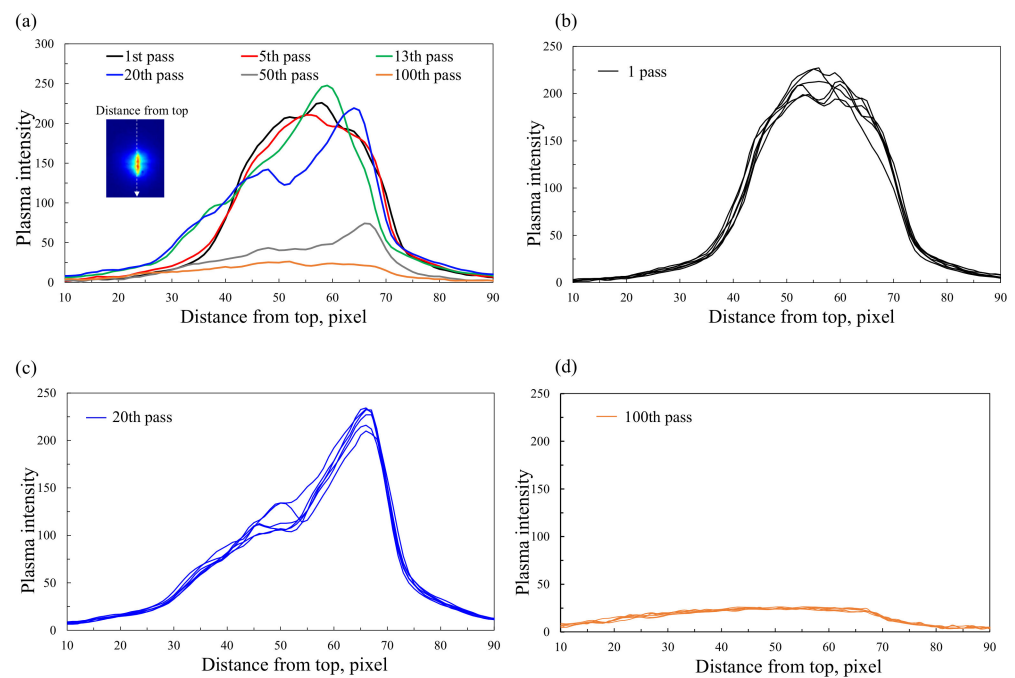 (a)
300
250
200
150
100
50
0
Plasma intensity
1st pass 5th pass 13th pass
20th pass 50th pass 100th pass
Distance from top
10 20 30 40 50 60 70 80 90
Distance from top, pixel
(b)
250
200
150
100
50
0
Plasma intensity
1 pass
10 20 30 40 50 60 70 80 90
Distance from top, pixel
(c)
250
200
150
100
50
0
Plasma intensity
20th pass
10 20 30 40 50 60 70 80 90
Distance from top, pixel
(d)
250
200
150
100
50
0
Plasma intensity
100th pass
10 20 30 40 50 60 70 80 90
Distance from top, pixel